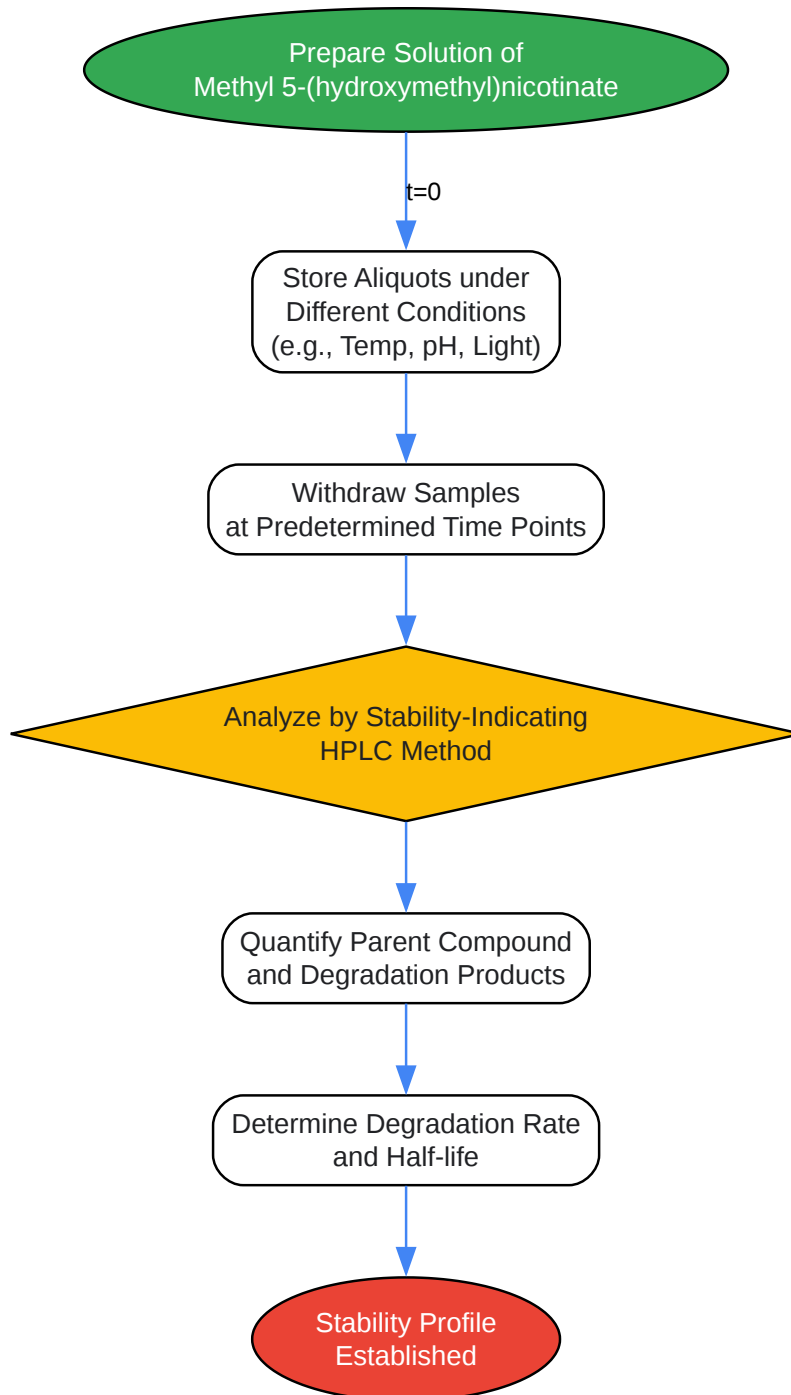 Prepare Solution of
Methyl 5-(hydroxymethyl)nicotinate
t=0
Store Aliquots under
Different Conditions
(e.g., Temp, pH, Light)
Withdraw Samples
at Predetermined Time Points
Analyze by Stability-Indicating
HPLC Method
Quantify Parent Compound
and Degradation Products
Determine Degradation Rate
and Half-life
Stability Profile
Established